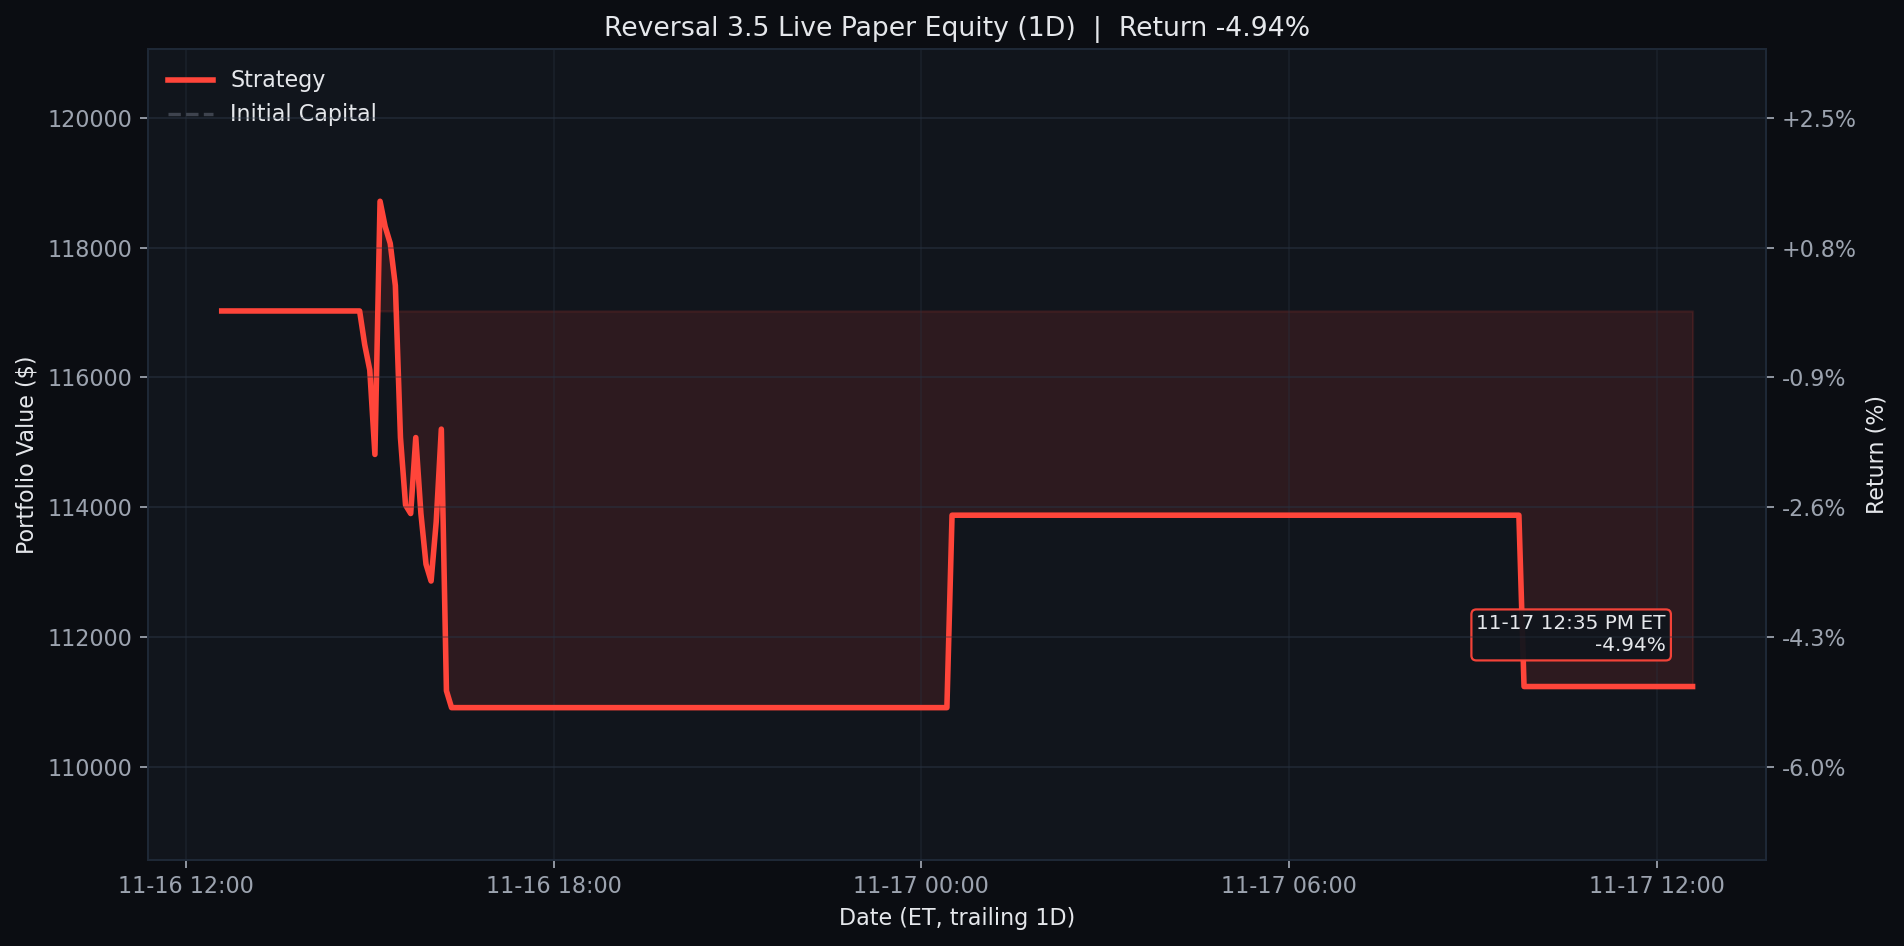 Reversal 3.5 Live Paper Equity (1D) | Return -4.94%
Strategy
Initial Capital
120000
118000
116000
114000
112000
110000
Portfolio Value ($)
+2.5%
+0.8%
-0.9%
-2.6%
-4.3%
-6.0%
Return (%)
11-17 12:35 PM ET
-4.94%
11-16 12:00
11-16 18:00
11-17 00:00
11-17 06:00
11-17 12:00
Date (ET, trailing 1D)